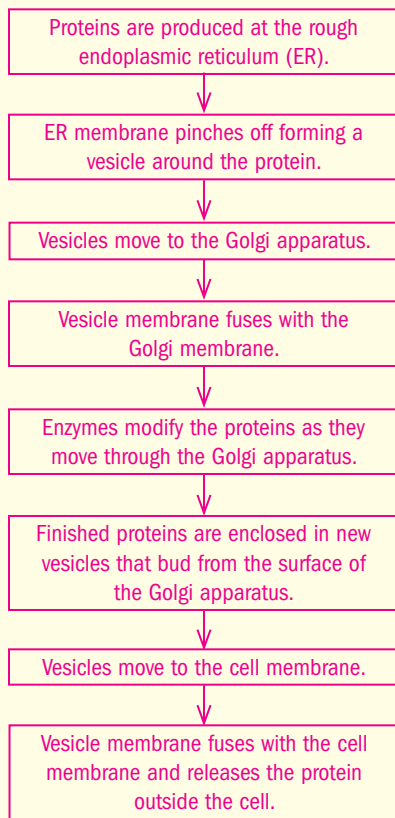 Proteins are produced at the rough
endoplasmic reticulum (ER).
ER membrane pinches off forming a
vesicle around the protein.
Vesicles move to the Golgi apparatus.
Vesicle membrane fuses with the
Golgi membrane.
Enzymes modify the proteins as they
move through the Golgi apparatus.
Finished proteins are enclosed in new
vesicles that bud from the surface of
the Golgi apparatus.
Vesicles move to the cell membrane.
Vesicle membrane fuses with the cell
membrane and releases the protein
outside the cell.